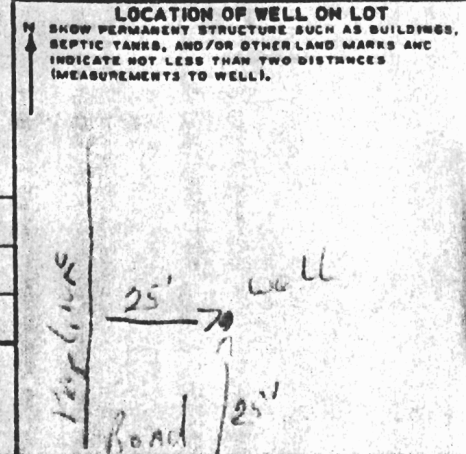 LOCATION OF WELL ON LOT
N SHOW PERMANENT STRUCTURE SUCH AS BUILDINGS,
SEPTIC TANKS, AND/OR OTHER LAND MARKS AND
INDICATE NOT LESS THAN TWO DISTANCES
(MEASUREMENTS TO WELL).
well
25'
25'
Road